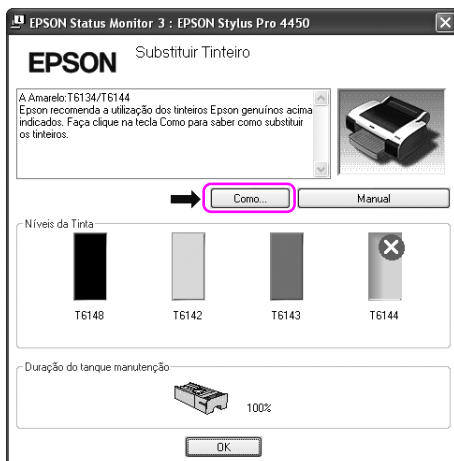 EPSON Status Monitor 3 : EPSON Stylus Pro 4450
EPSON
Substituir Tinteiro
A Amarelo:T6134/T6144
Epson recomenda a utilização dos tinteiros Epson genuínos acima
indicados. Faça clique na tecla Como para saber como substituir
os tinteiros.
Como...
Manual
Níveis da Tinta
T6148
T6142
T6143
T6144
Duração do tanque manutenção
100%
OK